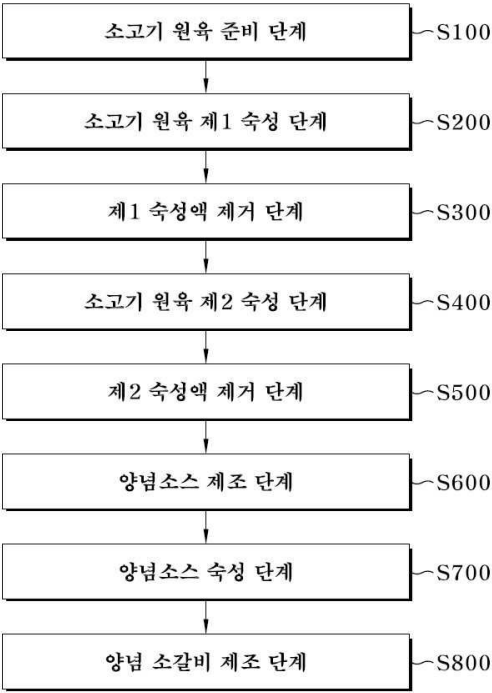 소고기 원육 준비 단계 S100
소고기 원육 제1 숙성 단계 S200
제1 숙성액 제거 단계 S300
소고기 원육 제2 숙성 단계 S400
제2 숙성액 제거 단계 S500
양념소스 제조 단계 S600
양념소스 숙성 단계 S700
양념 소갈비 제조 단계 S800